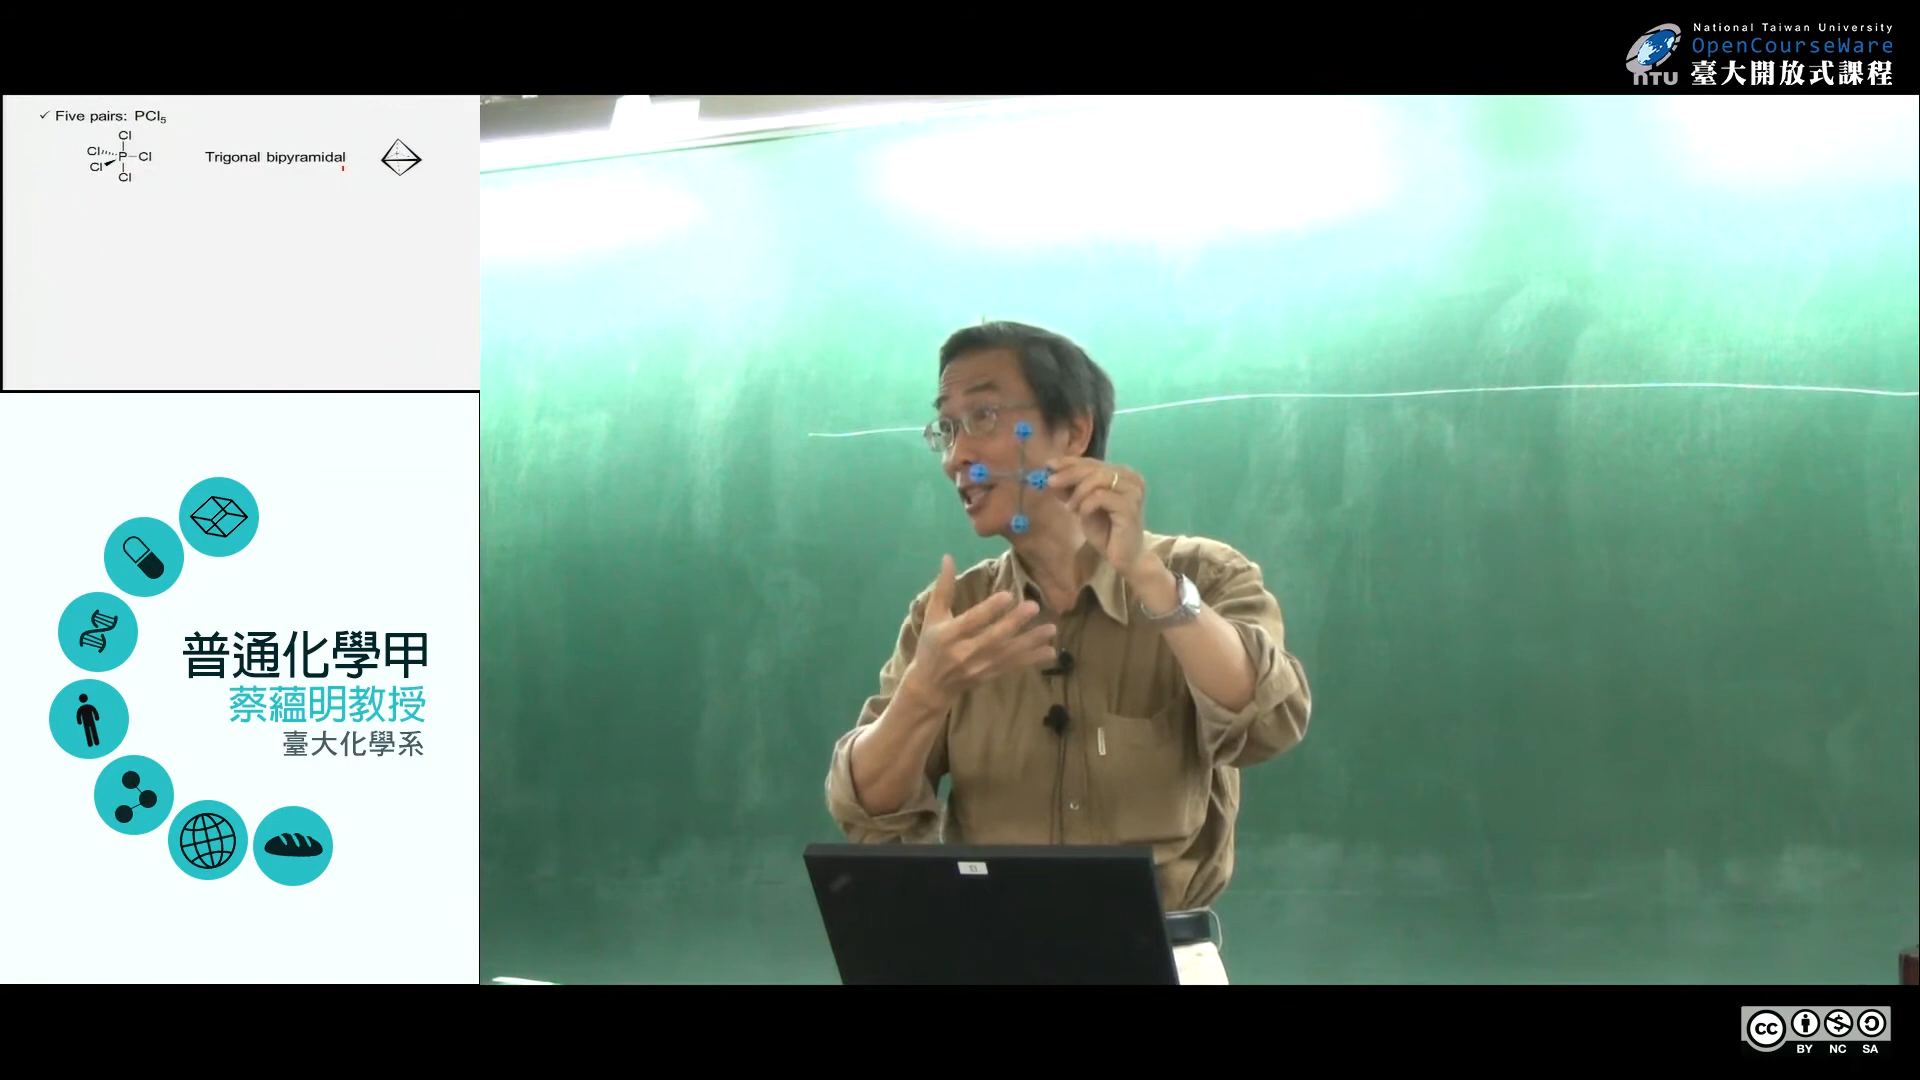 National Taiwan University
OpenCourseWare
臺大開放式課程
NTU
✓ Five pairs: PCl₅
Cl
Cl P Cl
Cl
Cl
Trigonal bipyramidal
普通化學甲
蔡蘊明教授
臺大化學系
cc
BY NC SA